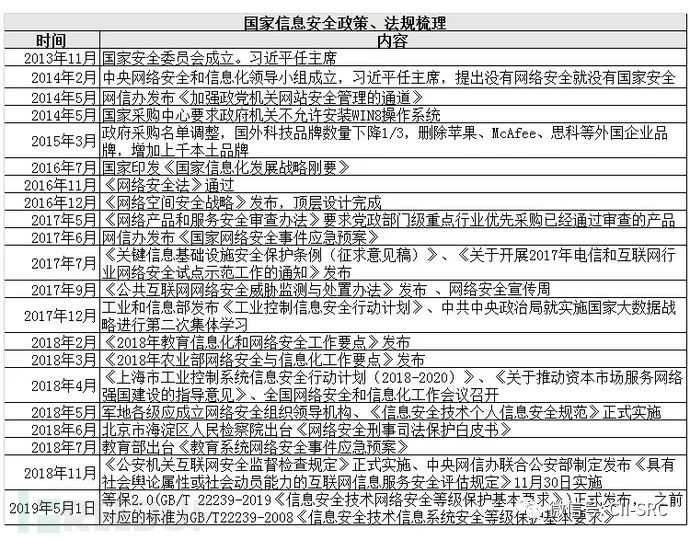 国家信息安全政策、法规梳理
时间 内容
2013年11月 国家安全委员会成立。习近平任主席
2014年2月 中央网络安全和信息化领导小组成立，习近平任主席，提出没有网络安全就没有国家安全
2014年5月 网信办发布《加强政党机关网站安全管理的通道》
2014年5月 国家采购中心要求政府机关不允许安装WIN8操作系统
2015年3月 政府采购名单调整，国外科技品牌数量下降1/3，删除苹果、McAfee、思科等外国企业品
牌，增加上千本土品牌
2016年7月 国家印发《国家信息化发展战略刚要》
2016年11月 《网络安全法》通过
2016年12月 《网络空间安全战略》发布，顶层设计完成
2017年5月 《网络产品和服务安全审查办法》要求党政部门级重点行业优先采购已经通过审查的产品
2017年6月 网信办发布《国家网络安全事件应急预案》
2017年7月 《关键信息基础设施安全保护条例（征求意见稿）、《关于开展2017年电信和互联网行
业网络安全试点示范工作的通知》发布
2017年9月 《公共互联网网络安全威胁监测与处置办法》发布 、网络安全宣传周
2017年12月 工业和信息部发布《工业控制信息安全行动计划》、中共中央政治局就实施国家大数据战
略进行第二次集体学习
2018年2月 《2018年教育信息化和网络安全工作要点》发布
2018年3月 《2018年农业部网络安全与信息化工作要点》发布
2018年4月 《上海市工业控制系统信息安全行动计划（2018-2020）、《关于推动资本市场服务网络
强国建设的指导意见》、全国网络安全和信息化工作会议召开
2018年5月 军地各级应成立网络安全组织领导机构、《信息安全技术个人信息安全规范》正式实施
2018年6月 北京市海淀区人民检察院出台《网络安全刑事司法保护白皮书》
2018年7月 教育部出台《教育系统网络安全事件应急预案》
2018年11月 《公安机关互联网安全监督检查规定》正式实施、中央网信办联合公安部制定发布《具有
社会舆论属性或社会动员能力的互联网信息服务安全评估规定》11月30日实施
2019年5月1日 等保2.0(GB/T 22239-2019《信息安全技术网络安全等级保护基本要求》)正式发布， 之前
对应的标准为GB/T22239-2008《信息安全技术信息系统安全等级保护基本要求》
CII-SRC